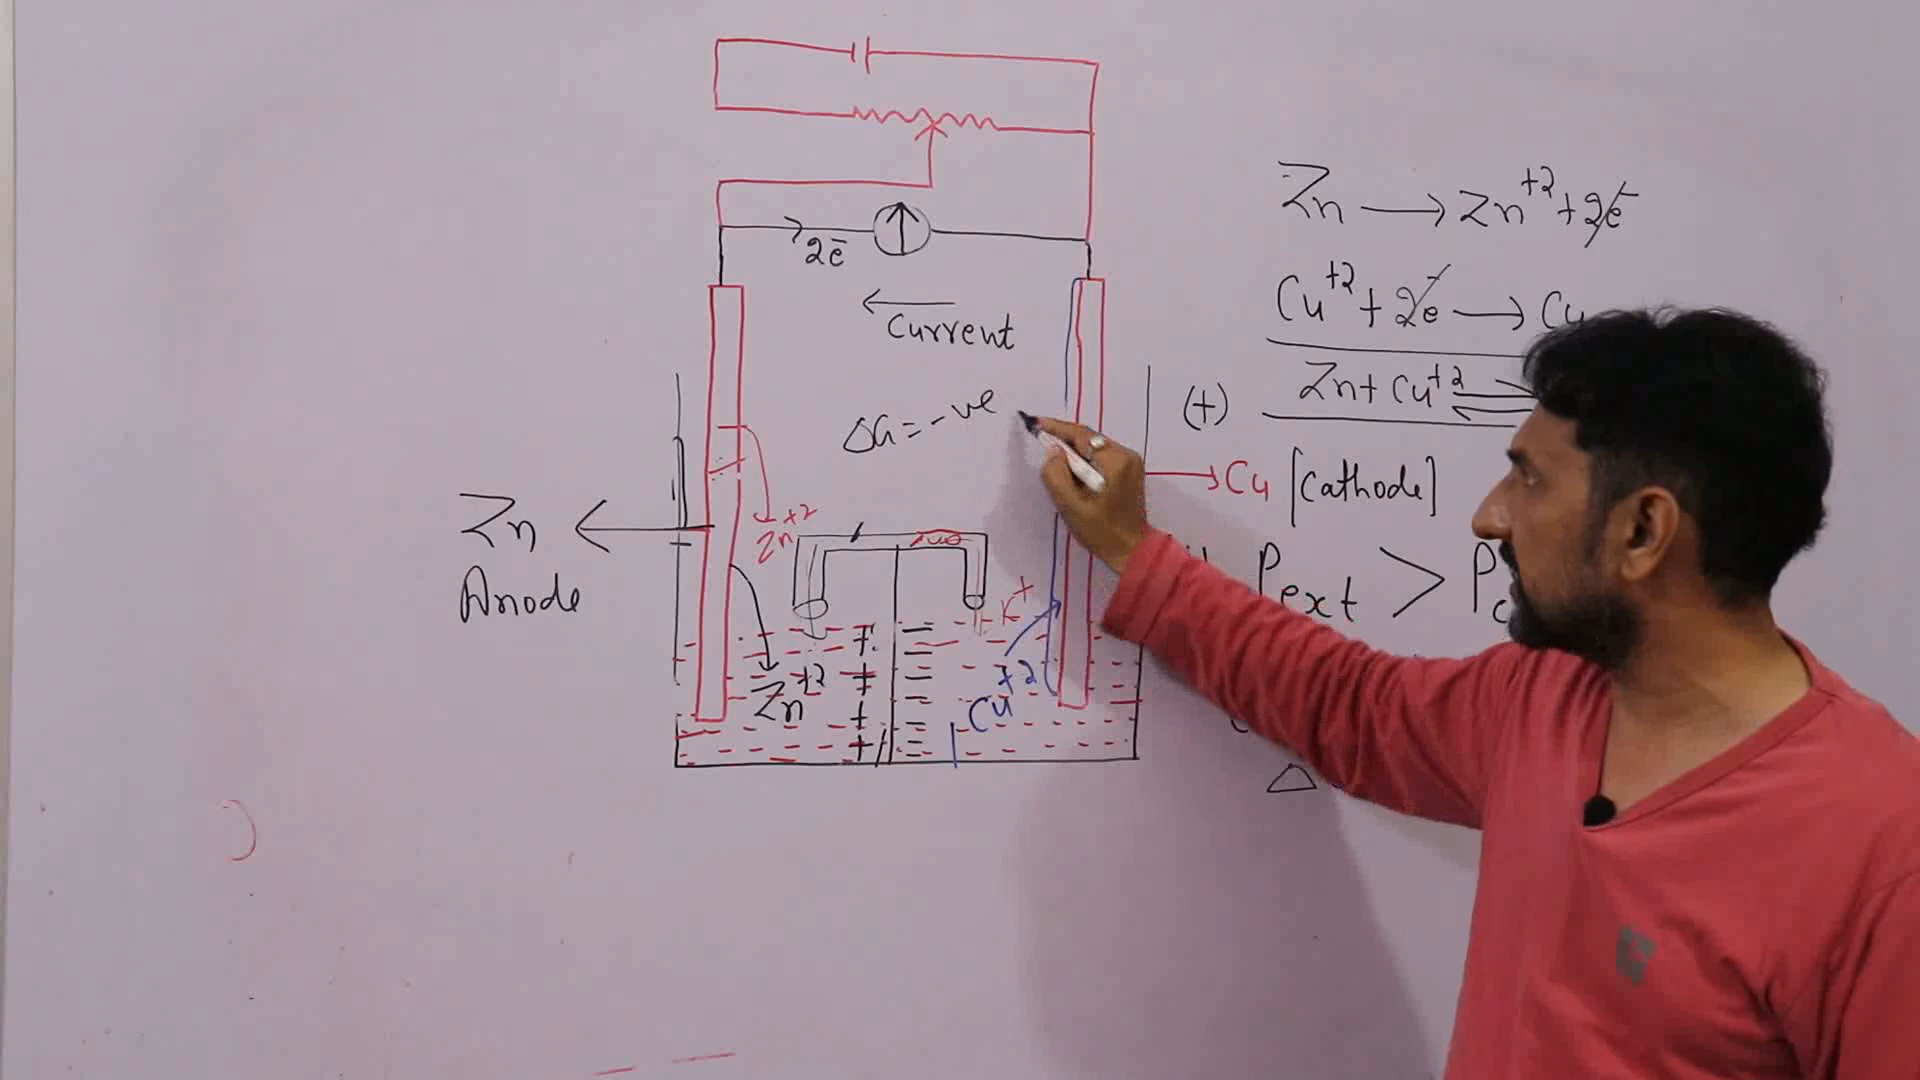 2e̅
Current
ΔG = -ve
Zn
Anode
Zn+2
K+
Zn+2
Cu+2
+
+
+
+
Zn → Zn+2 + 2e̅
Cu+2 + 2e̅ → Cu
Zn + Cu+2 ⇌
(+)
Cu [Cathode]
Pext > P
Δ